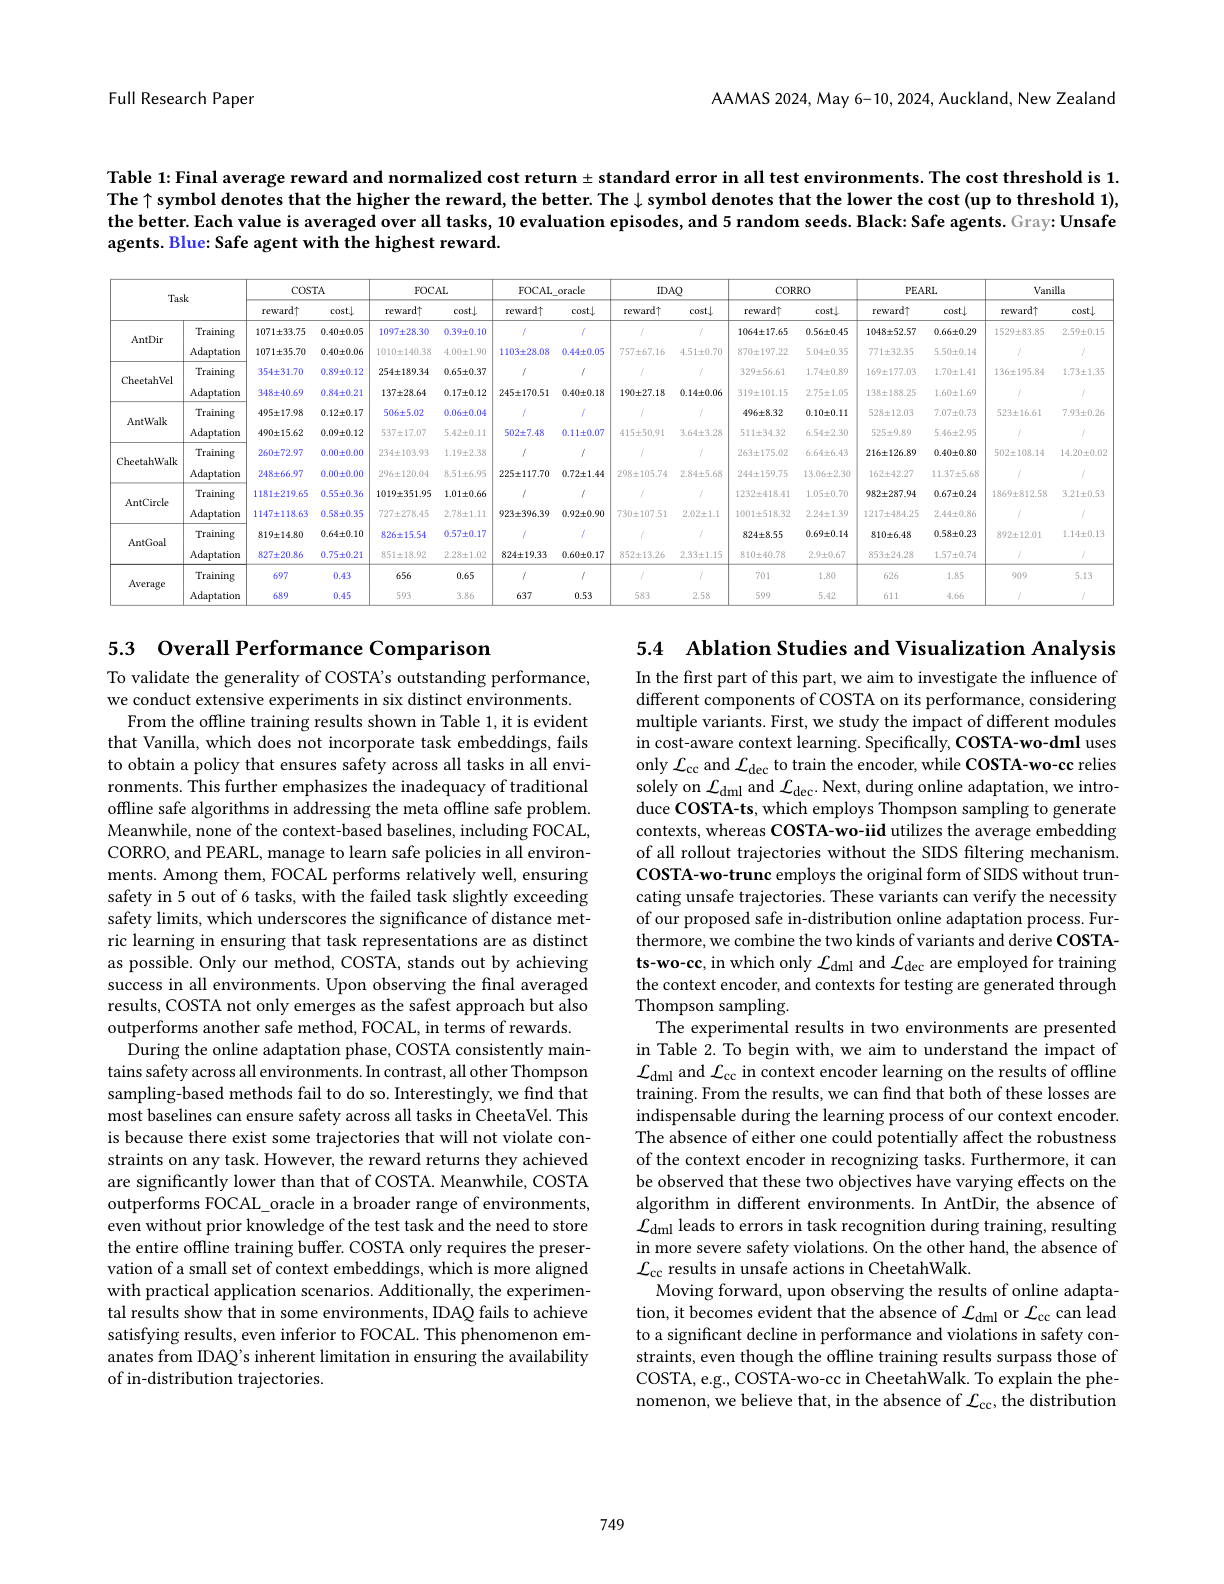 Full Research Paper
AAMAS 2024, May 6–10, 2024, Auckland, New Zealand
Table 1: Final average reward and normalized cost return ± standard error in all test environments. The cost threshold is 1.
The ↑ symbol denotes that the higher the reward, the better. The ↓ symbol denotes that the lower the cost (up to threshold 1),
the better. Each value is averaged over all tasks, 10 evaluation episodes, and 5 random seeds. Black: Safe agents. Gray: Unsafe
agents. Blue: Safe agent with the highest reward.
Task COSTA FOCAL FOCAL_oracle IDAQ CORRO PEARL Vanilla
reward↑ cost↓ reward↑ cost↓ reward↑ cost↓ reward↑ cost↓ reward↑ cost↓ reward↑ cost↓ reward↑ cost↓
AntDir Training 1071±33.75 0.40±0.05 1097±28.30 0.39±0.10 / / / / 1064±17.65 0.56±0.45 1048±52.57 0.66±0.29 1529±83.85 2.59±0.15
Adaptation 1071±35.70 0.40±0.06 1010±140.38 4.00±1.90 1103±28.08 0.44±0.05 757±67.16 4.51±0.70 870±197.22 5.04±0.35 771±32.35 5.50±0.14 / /
CheetahVel Training 354±31.70 0.89±0.12 254±189.34 0.65±0.37 / / / / 329±56.61 1.74±0.89 169±177.03 1.70±1.41 136±195.84 1.73±1.35
Adaptation 348±40.69 0.84±0.21 137±28.64 0.17±0.12 245±170.51 0.40±0.18 190±27.18 0.14±0.06 319±101.15 2.75±1.05 138±188.25 1.60±1.69 / /
AntWalk Training 495±17.98 0.12±0.17 506±5.02 0.06±0.04 / / / / 496±8.32 0.10±0.11 528±12.03 7.07±0.73 523±16.61 7.93±0.26
Adaptation 490±15.62 0.09±0.12 537±17.07 5.42±0.11 502±7.48 0.11±0.07 415±50.91 3.64±3.28 511±34.32 6.54±2.30 525±9.89 5.46±2.95 / /
CheetahWalk Training 260±72.97 0.00±0.00 234±103.93 1.19±2.38 / / / / 263±175.02 6.64±6.43 216±126.89 0.40±0.80 502±108.14 14.20±0.02
Adaptation 248±66.97 0.00±0.00 296±120.04 8.51±6.95 225±117.70 0.72±1.44 298±105.74 2.84±5.68 244±159.75 13.06±2.30 162±42.27 11.37±5.68 / /
AntCircle Training 1181±219.65 0.55±0.36 1019±351.95 1.01±0.66 / / / / 1232±418.41 1.05±0.70 982±287.94 0.67±0.24 1869±812.58 3.21±0.53
Adaptation 1147±118.63 0.58±0.35 727±278.45 2.78±1.11 923±396.39 0.92±0.90 730±107.51 2.02±1.1 1001±518.32 2.24±1.39 1217±484.25 2.44±0.86 / /
AntGoal Training 819±14.80 0.64±0.10 826±15.54 0.57±0.17 / / / / 824±8.55 0.69±0.14 810±6.48 0.58±0.23 892±12.01 1.14±0.13
Adaptation 827±20.86 0.75±0.21 851±18.92 2.28±1.02 824±19.33 0.60±0.17 852±13.26 2.33±1.15 810±40.78 2.9±0.67 853±24.28 1.57±0.74 / /
Average Training 697 0.43 656 0.65 / / / / 701 1.80 626 1.85 909 5.13
Adaptation 689 0.45 593 3.86 637 0.53 583 2.58 599 5.42 611 4.66 / /
5.3 Overall Performance Comparison
To validate the generality of COSTA's outstanding performance,
we conduct extensive experiments in six distinct environments.
From the offline training results shown in Table 1, it is evident
that Vanilla, which does not incorporate task embeddings, fails
to obtain a policy that ensures safety across all tasks in all envi-
ronments. This further emphasizes the inadequacy of traditional
offline safe algorithms in addressing the meta offline safe problem.
Meanwhile, none of the context-based baselines, including FOCAL,
CORRO, and PEARL, manage to learn safe policies in all environ-
ments. Among them, FOCAL performs relatively well, ensuring
safety in 5 out of 6 tasks, with the failed task slightly exceeding
safety limits, which underscores the significance of distance met-
ric learning in ensuring that task representations are as distinct
as possible. Only our method, COSTA, stands out by achieving
success in all environments. Upon observing the final averaged
results, COSTA not only emerges as the safest approach but also
outperforms another safe method, FOCAL, in terms of rewards.
During the online adaptation phase, COSTA consistently main-
tains safety across all environments. In contrast, all other Thompson
sampling-based methods fail to do so. Interestingly, we find that
most baselines can ensure safety across all tasks in CheetaVel. This
is because there exist some trajectories that will not violate con-
straints on any task. However, the reward returns they achieved
are significantly lower than that of COSTA. Meanwhile, COSTA
outperforms FOCAL_oracle in a broader range of environments,
even without prior knowledge of the test task and the need to store
the entire offline training buffer. COSTA only requires the preser-
vation of a small set of context embeddings, which is more aligned
with practical application scenarios. Additionally, the experimen-
tal results show that in some environments, IDAQ fails to achieve
satisfying results, even inferior to FOCAL. This phenomenon em-
anates from IDAQ's inherent limitation in ensuring the availability
of in-distribution trajectories.
5.4 Ablation Studies and Visualization Analysis
In the first part of this part, we aim to investigate the influence of
different components of COSTA on its performance, considering
multiple variants. First, we study the impact of different modules
in cost-aware context learning. Specifically, COSTA-wo-dml uses
only ℒcc and ℒdec to train the encoder, while COSTA-wo-cc relies
solely on ℒdml and ℒdec. Next, during online adaptation, we intro-
duce COSTA-ts, which employs Thompson sampling to generate
contexts, whereas COSTA-wo-iid utilizes the average embedding
of all rollout trajectories without the SIDS filtering mechanism.
COSTA-wo-trunc employs the original form of SIDS without trun-
cating unsafe trajectories. These variants can verify the necessity
of our proposed safe in-distribution online adaptation process. Fur-
thermore, we combine the two kinds of variants and derive COSTA-
ts-wo-cc, in which only ℒdml and ℒdec are employed for training
the context encoder, and contexts for testing are generated through
Thompson sampling.
The experimental results in two environments are presented
in Table 2. To begin with, we aim to understand the impact of
ℒdml and ℒcc in context encoder learning on the results of offline
training. From the results, we can find that both of these losses are
indispensable during the learning process of our context encoder.
The absence of either one could potentially affect the robustness
of the context encoder in recognizing tasks. Furthermore, it can
be observed that these two objectives have varying effects on the
algorithm in different environments. In AntDir, the absence of
ℒdml leads to errors in task recognition during training, resulting
in more severe safety violations. On the other hand, the absence of
ℒcc results in unsafe actions in CheetahWalk.
Moving forward, upon observing the results of online adapta-
tion, it becomes evident that the absence of ℒdml or ℒcc can lead
to a significant decline in performance and violations in safety con-
straints, even though the offline training results surpass those of
COSTA, e.g., COSTA-wo-cc in CheetahWalk. To explain the phe-
nomenon, we believe that, in the absence of ℒcc, the distribution
749